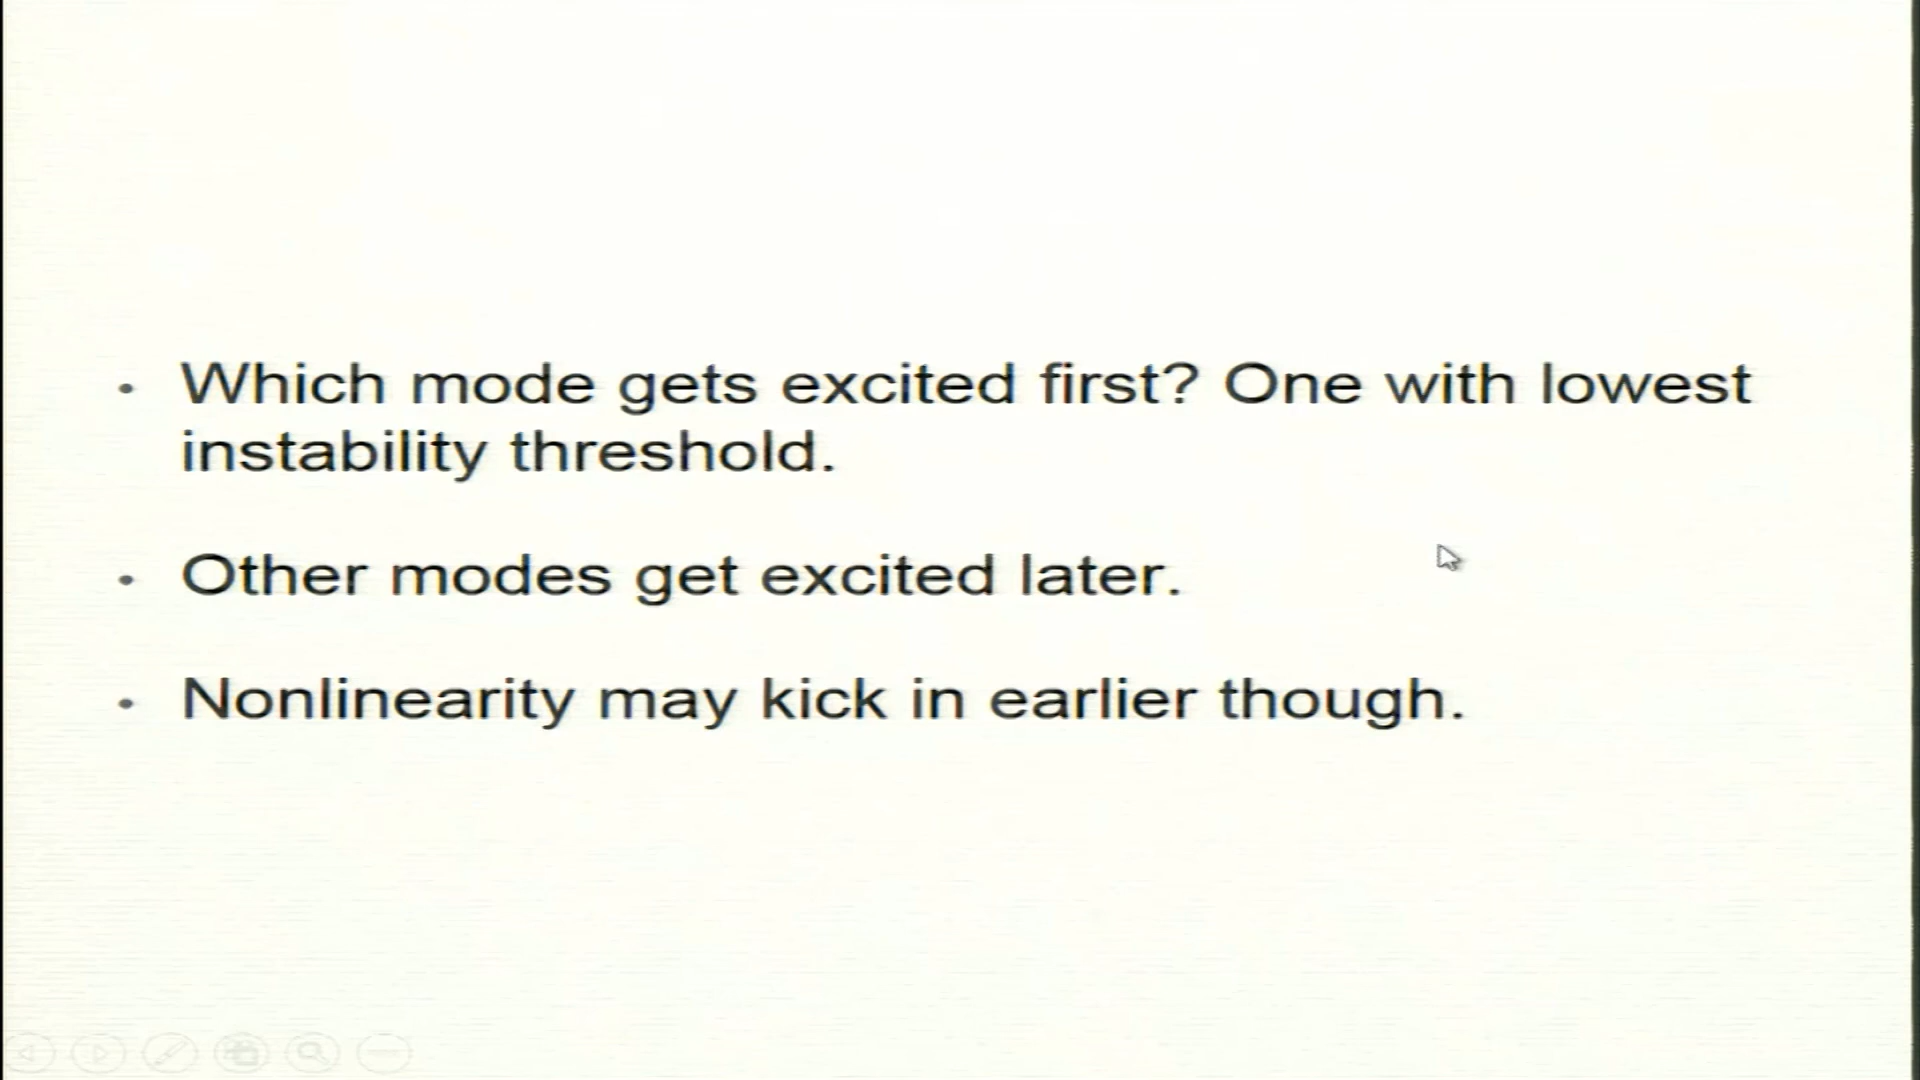 • Which mode gets excited first? One with lowest
instability threshold.
• Other modes get excited later.
• Nonlinearity may kick in earlier though.